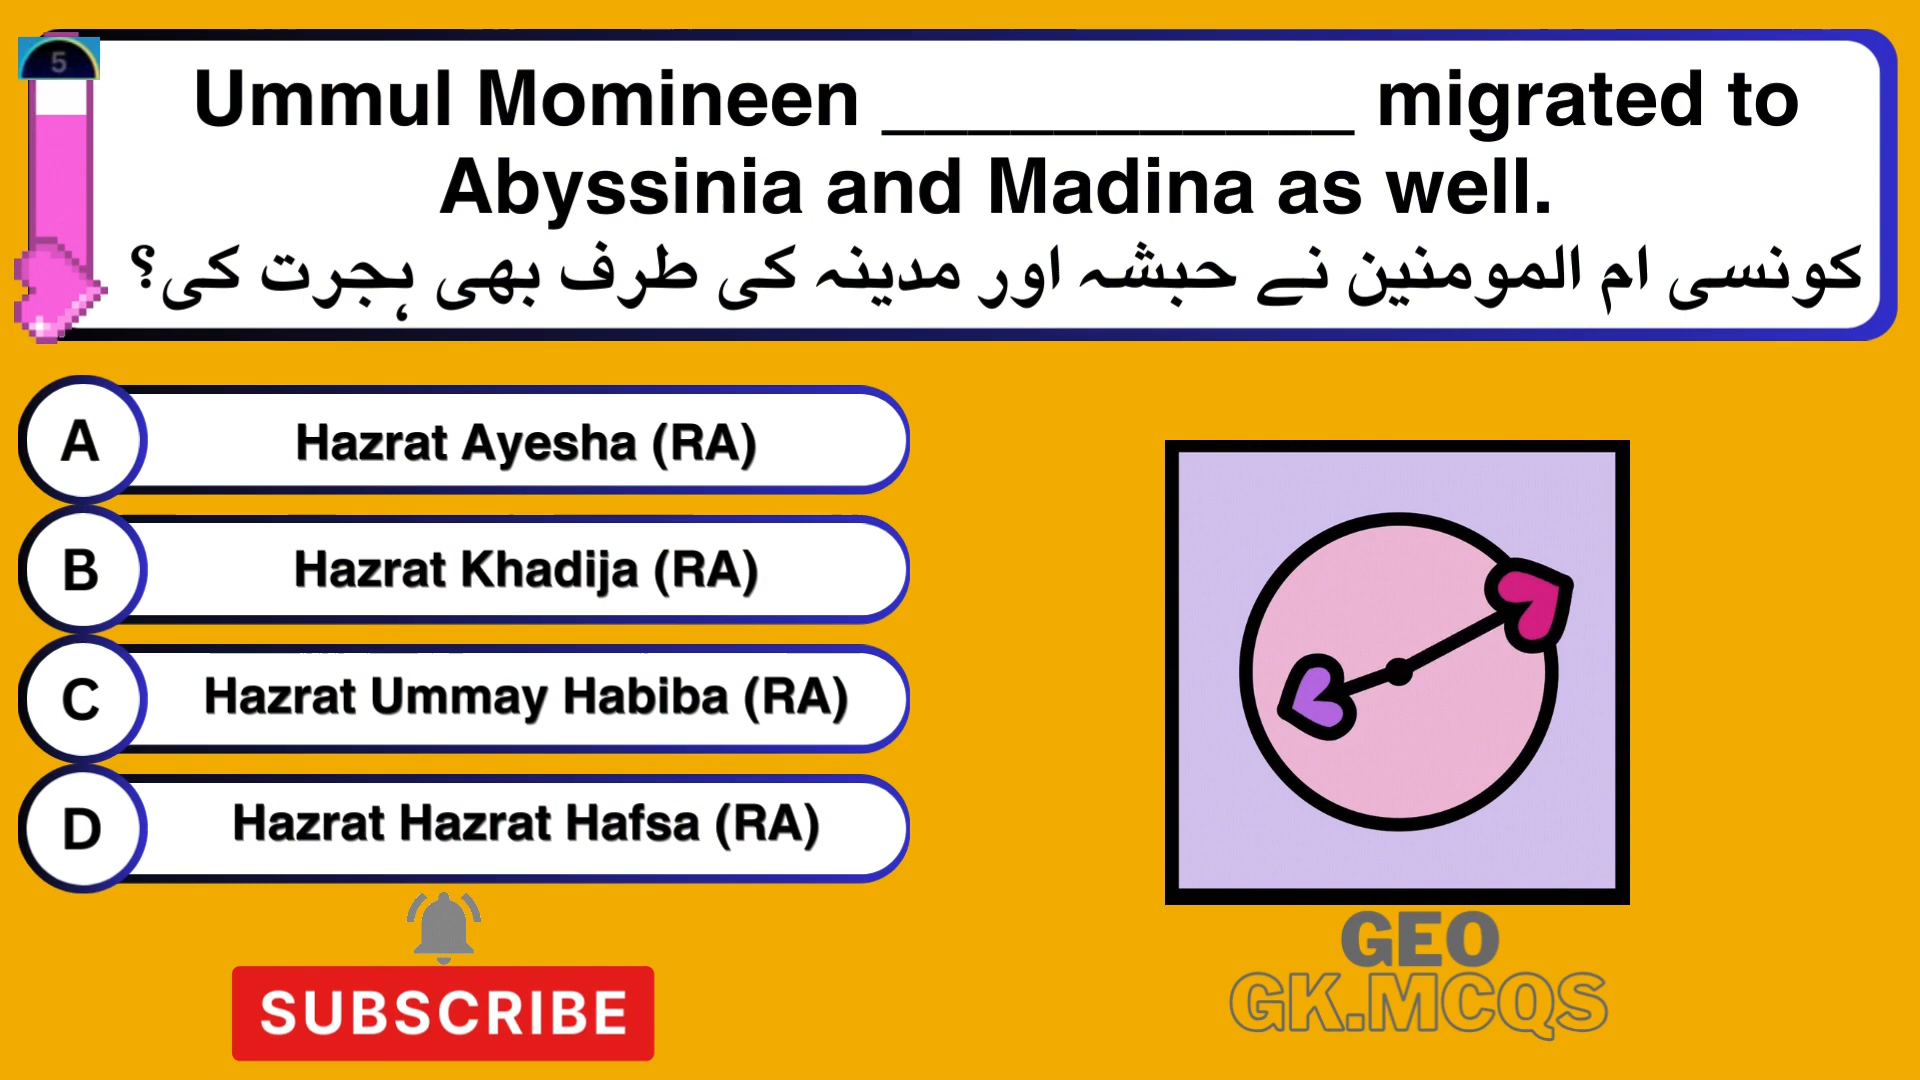 5
Ummul Momineen ____________ migrated to
Abyssinia and Madina as well.
کونسی ام المومنین نے حبشہ اور مدینہ کی طرف بھی ہجرت کی؟
A Hazrat Ayesha (RA)
B Hazrat Khadija (RA)
C Hazrat Ummay Habiba (RA)
D Hazrat Hazrat Hafsa (RA)
SUBSCRIBE
GEO
GK.MCQS